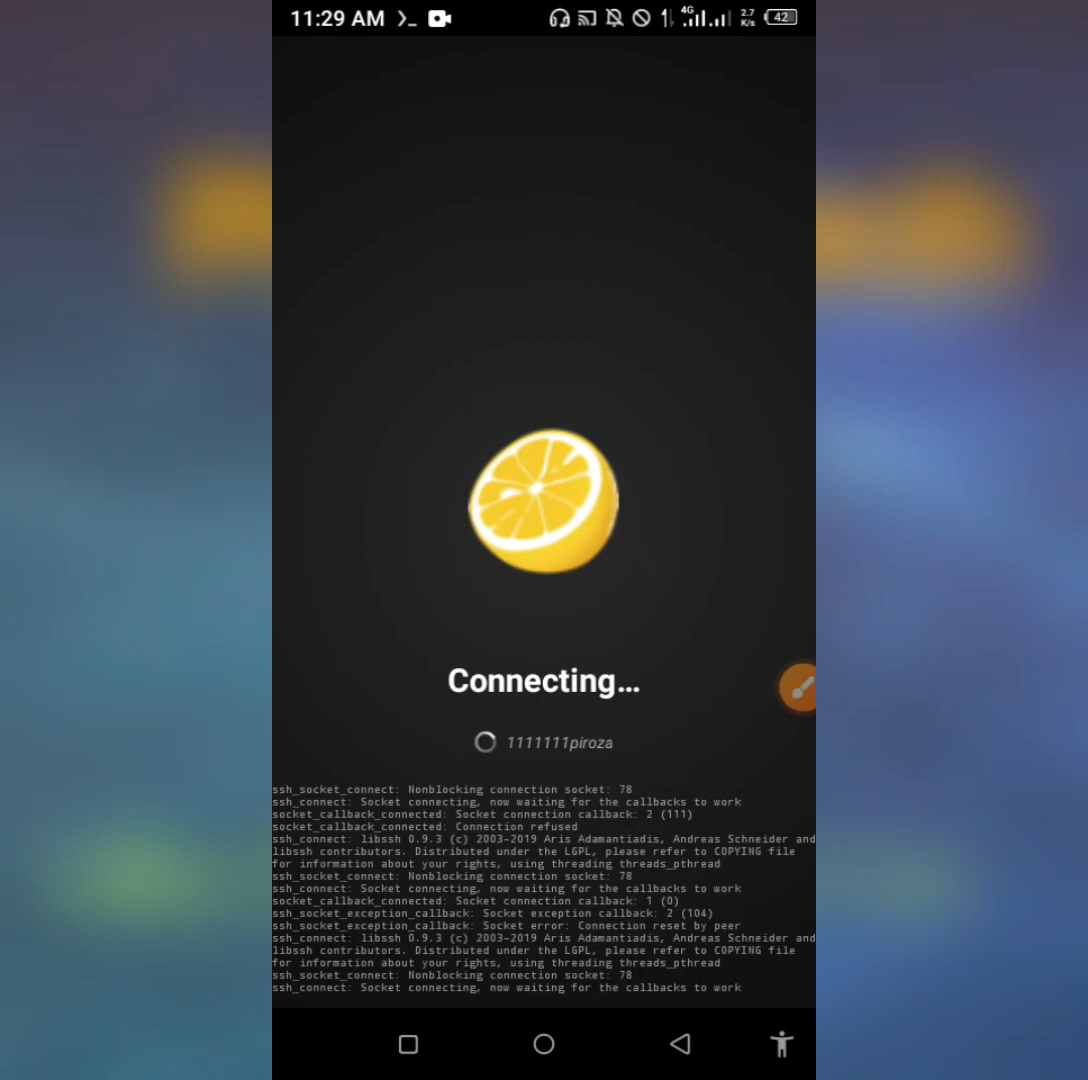 11:29 AM
4G
2.7
K/s
42
Connecting...
1111111piroza
ssh_socket_connect: Nonblocking connection socket: 78
ssh_connect: Socket connecting, now waiting for the callbacks to work
socket_callback_connected: Socket connection callback: 2 (111)
socket_callback_connected: Connection refused
ssh_connect: libssh 0.9.3 (c) 2003-2019 Aris Adamantiadis, Andreas Schneider and
libssh contributors. Distributed under the LGPL, please refer to COPYING file
for information about your rights, using threading threads_pthread
ssh_socket_connect: Nonblocking connection socket: 78
ssh_connect: Socket connecting, now waiting for the callbacks to work
socket_callback_connected: Socket connection callback: 1 (0)
ssh_socket_exception_callback: Socket exception callback: 2 (104)
ssh_socket_exception_callback: Socket error: Connection reset by peer
ssh_connect: libssh 0.9.3 (c) 2003-2019 Aris Adamantiadis, Andreas Schneider and
libssh contributors. Distributed under the LGPL, please refer to COPYING file
for information about your rights, using threading threads_pthread
ssh_socket_connect: Nonblocking connection socket: 78
ssh_connect: Socket connecting, now waiting for the callbacks to work